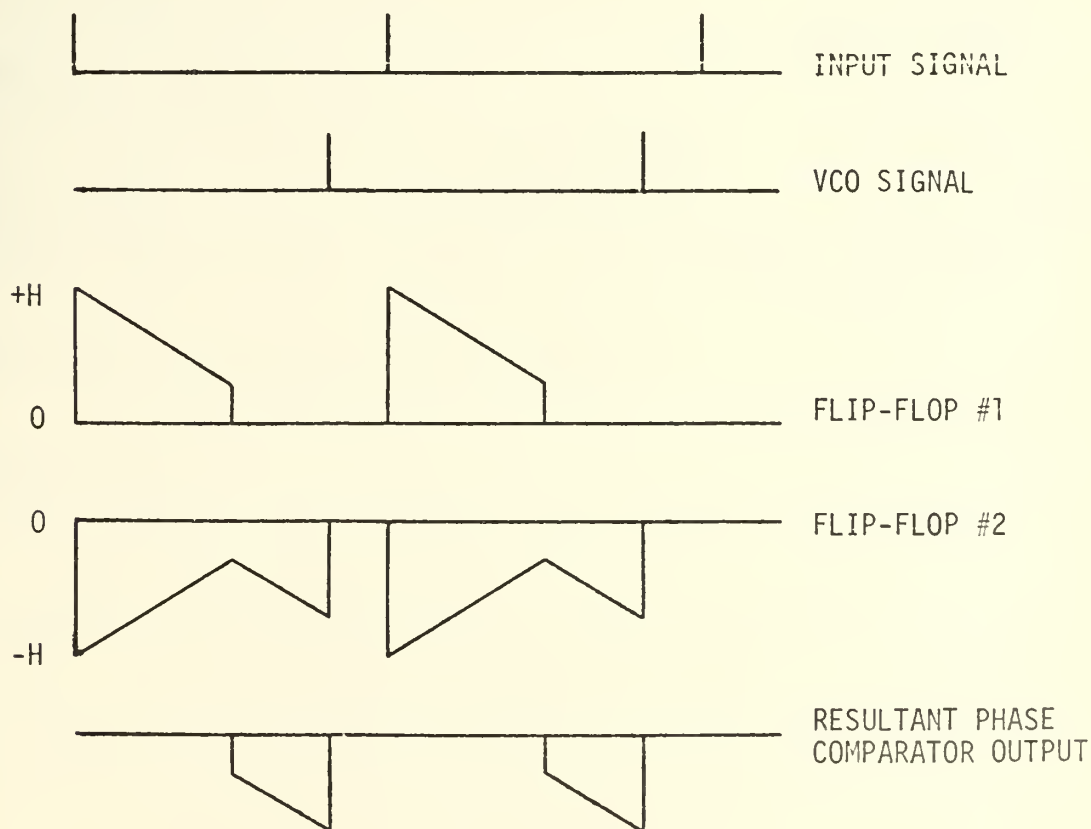 INPUT SIGNAL
VCO SIGNAL
+H
0
FLIP-FLOP #1
0
FLIP-FLOP #2
-H
RESULTANT PHASE
COMPARATOR OUTPUT